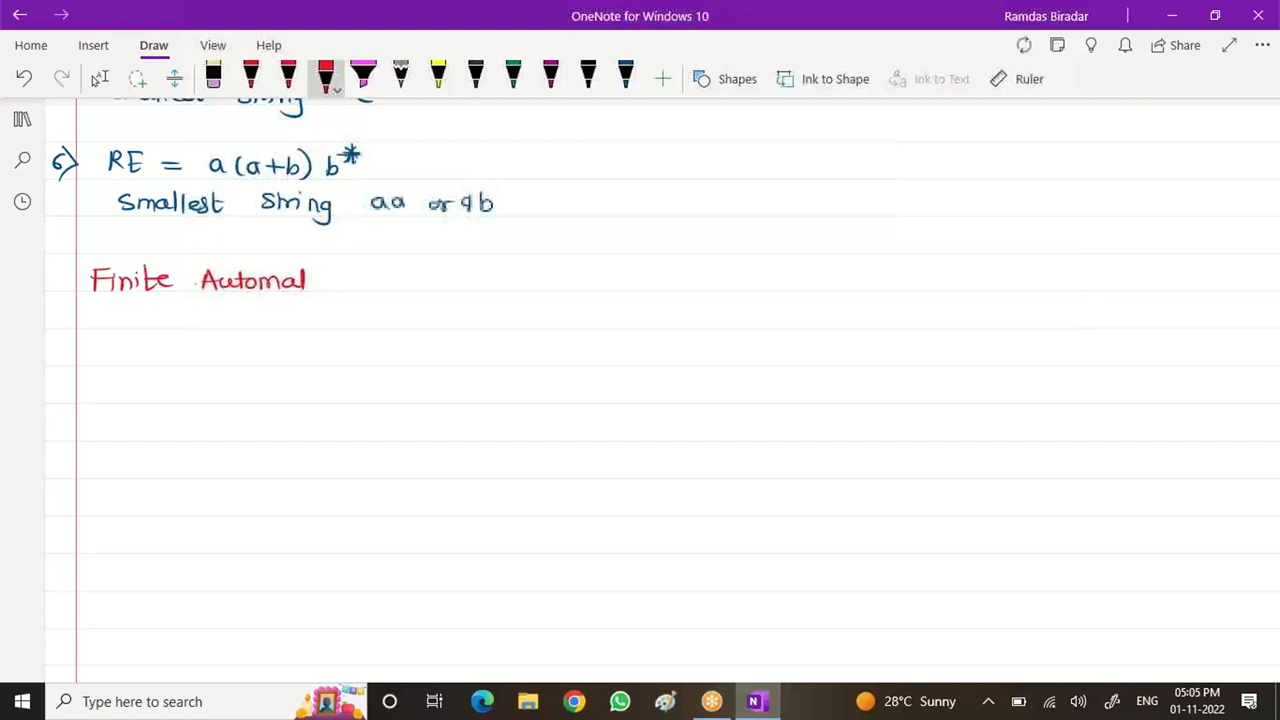 OneNote for Windows 10
Ramdas Biradar
Home Insert Draw View Help
Share
Shapes Ink to Shape Ink to Text Ruler
String
6) RE = a(a+b) b*
Smallest String aa or ab
Finite Automal
Type here to search
28°C Sunny
ENG
05:05 PM
01-11-2022